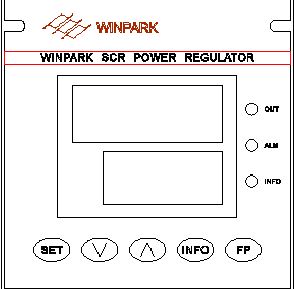 WINPARK
WINPARK SCR POWER REGULATOR
OUT
ALM
INFO
SET INFO FP